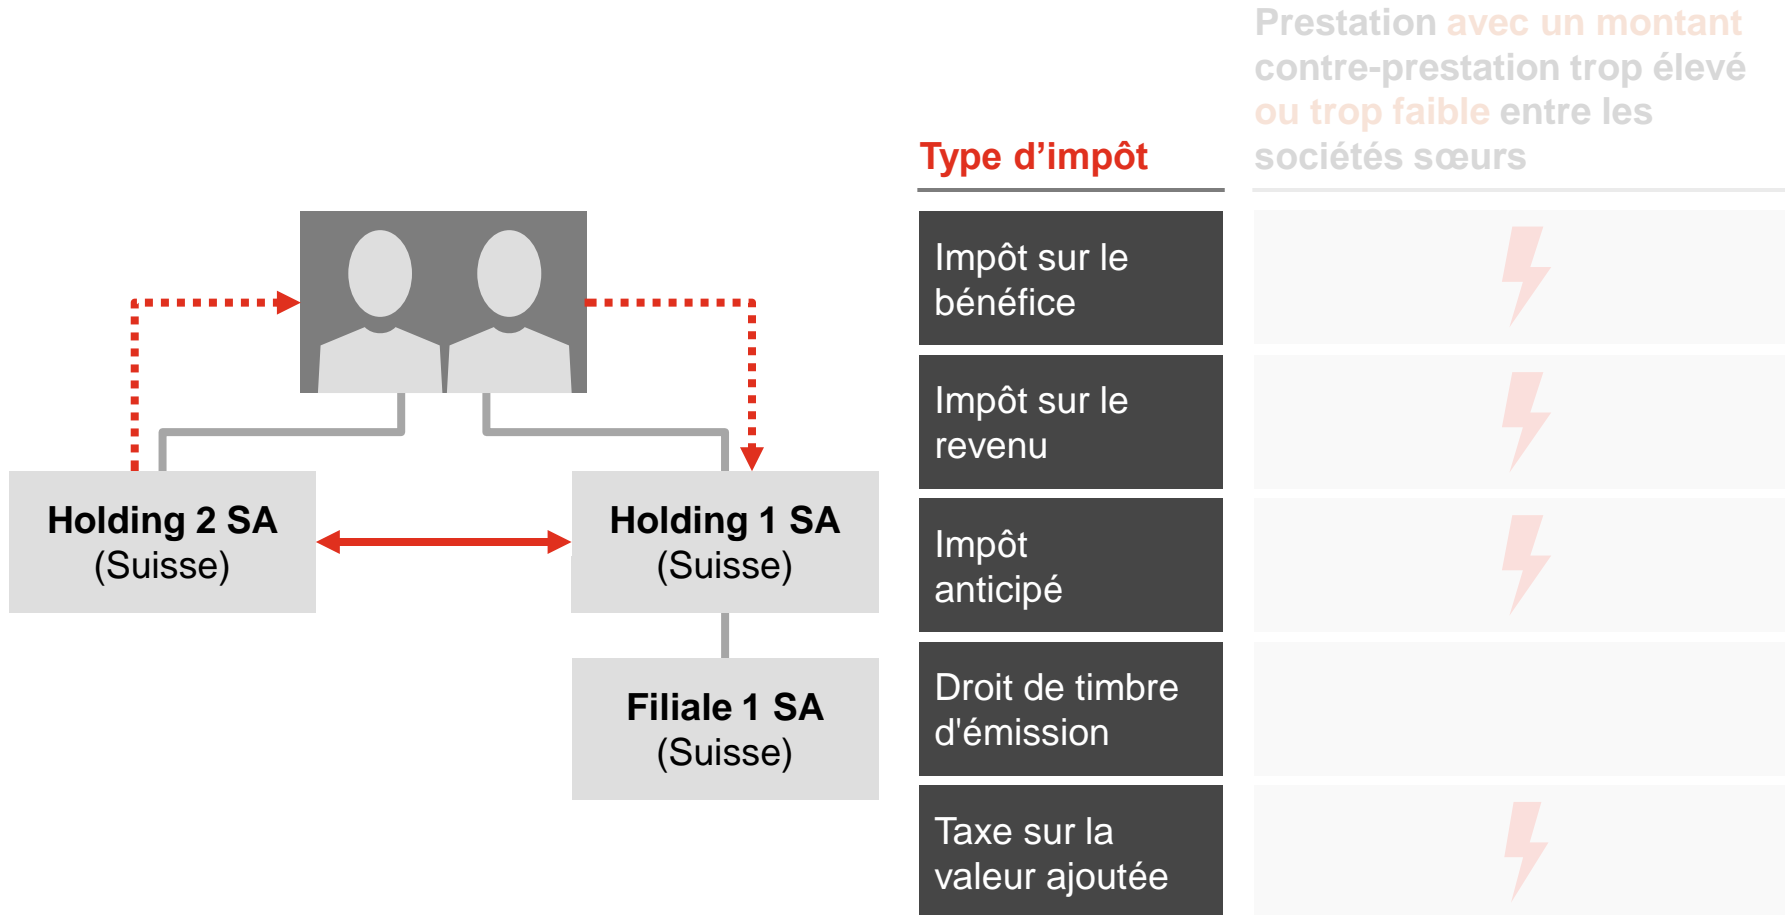 Prestation avec un montant
contre-prestation trop élevé
ou trop faible entre les
sociétés sœurs
Type d’impôt
Impôt sur le
bénéfice
Impôt sur le
revenu
Holding 2 SA
(Suisse)
Holding 1 SA
(Suisse)
Impôt
anticipé
Filiale 1 SA
(Suisse)
Droit de timbre
d'émission
Taxe sur la
valeur ajoutée